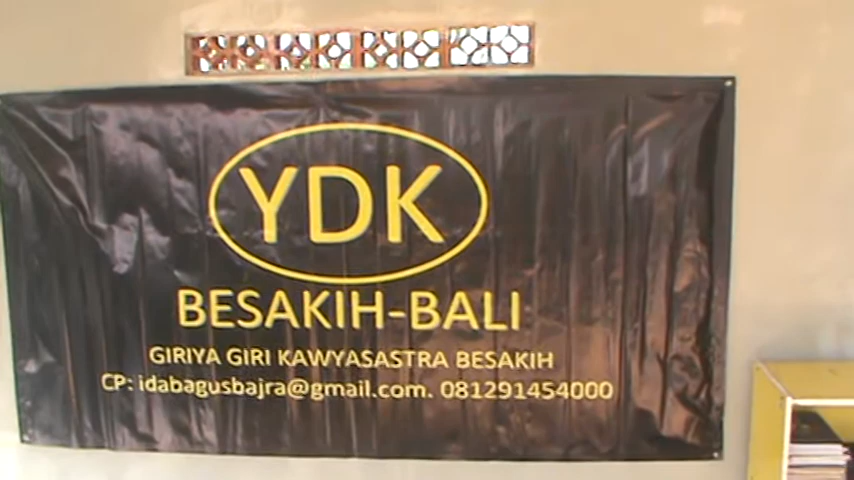 YDK
BESAKIH-BALI
GIRIYA GIRI KAWYASASTRA BESAKIH
CP: idabagusbajra@gmail.com. 081291454000